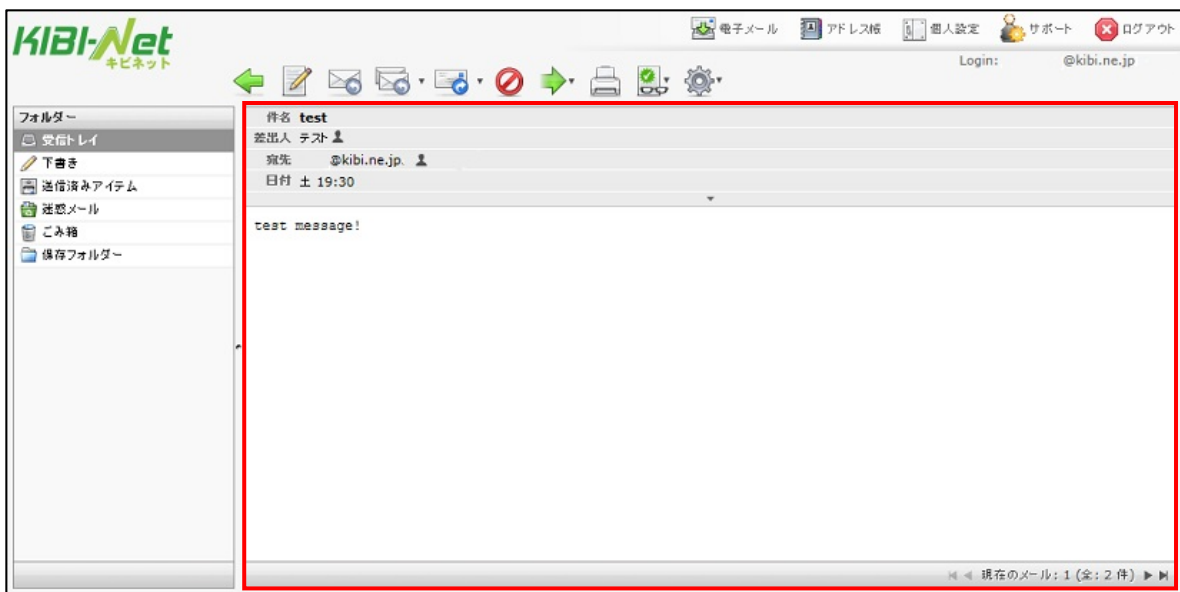 KIBI-Net
キビネット
電子メール アドレス帳 個人設定 サポート ログアウト
Login: @kibi.ne.jp
フォルダー
受信トレイ
下書き
送信済みアイテム
迷惑メール
ごみ箱
保存フォルダー
件名 test
差出人 テスト
宛先 @kibi.ne.jp.
日付 土 19:30
test message!
現在のメール: 1 (全: 2 件)